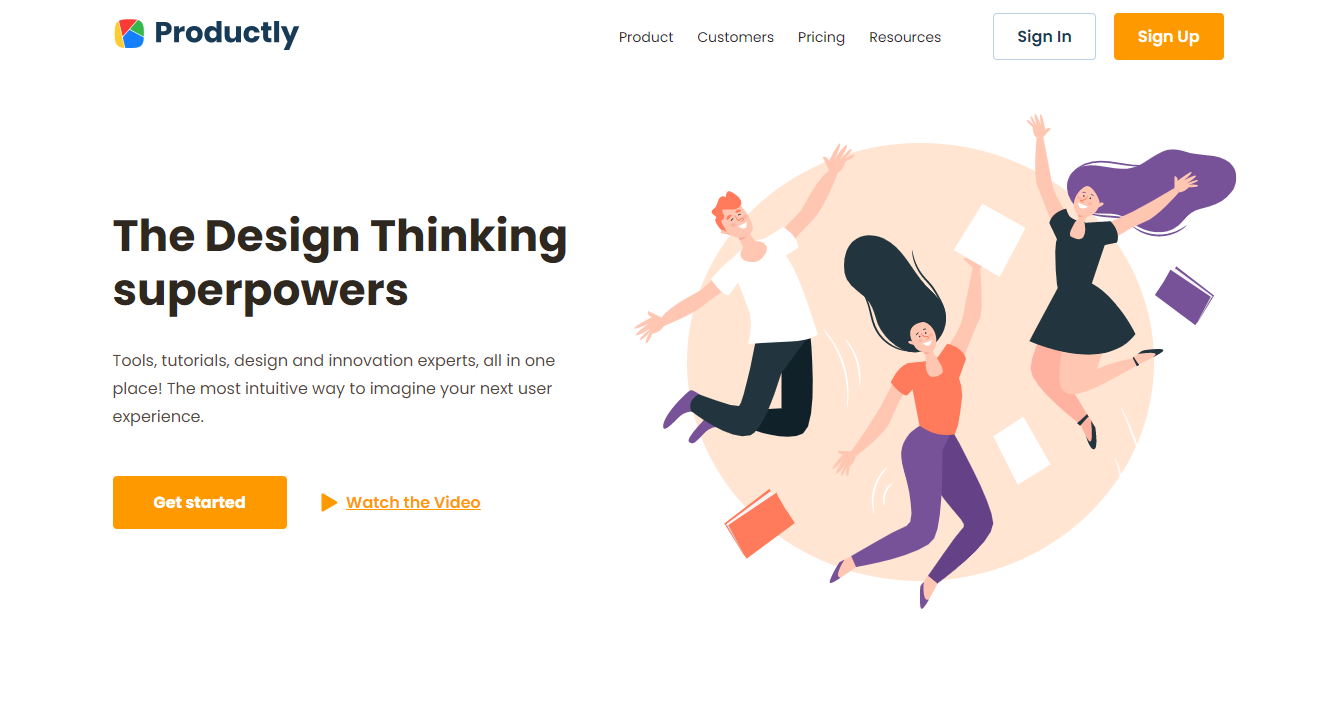 Productly
Product
Customers
Pricing
Resources
Sign In
Sign Up
The Design Thinking
superpowers
Tools, tutorials, design and innovation experts, all in one
place! The most intuitive way to imagine your next user
experience.
Get started
Watch the Video